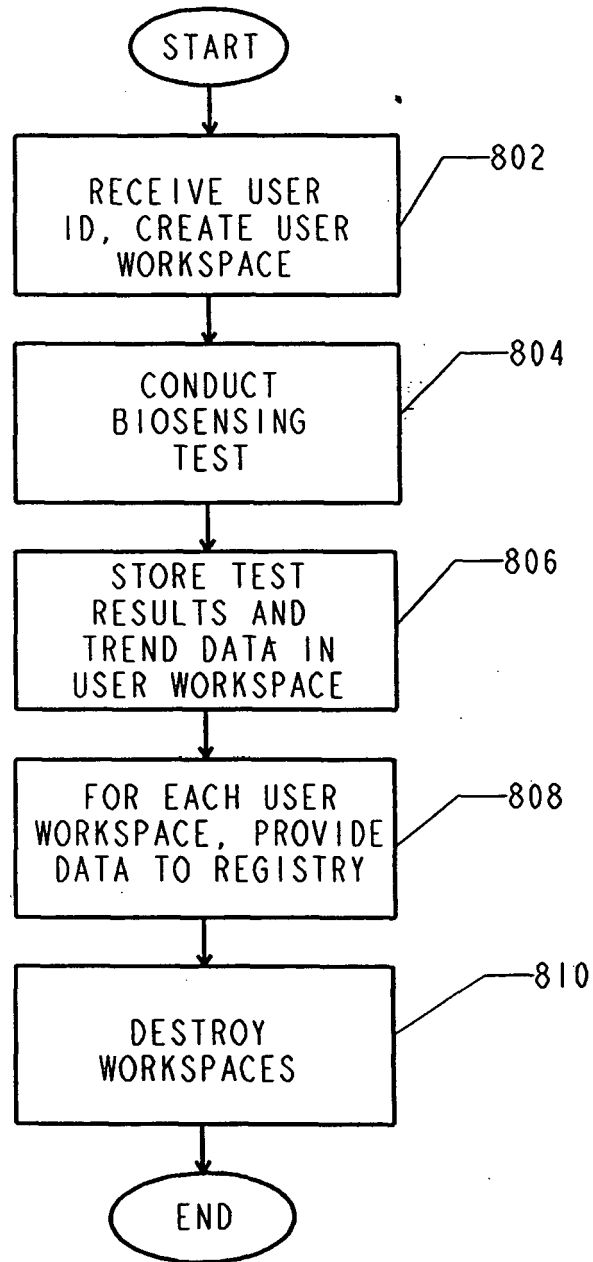 START
802
RECEIVE USER
ID, CREATE USER
WORKSPACE
804
CONDUCT
BIOSENSING
TEST
806
STORE TEST
RESULTS AND
TREND DATA IN
USER WORKSPACE
808
FOR EACH USER
WORKSPACE, PROVIDE
DATA TO REGISTRY
810
DESTROY
WORKSPACES
END